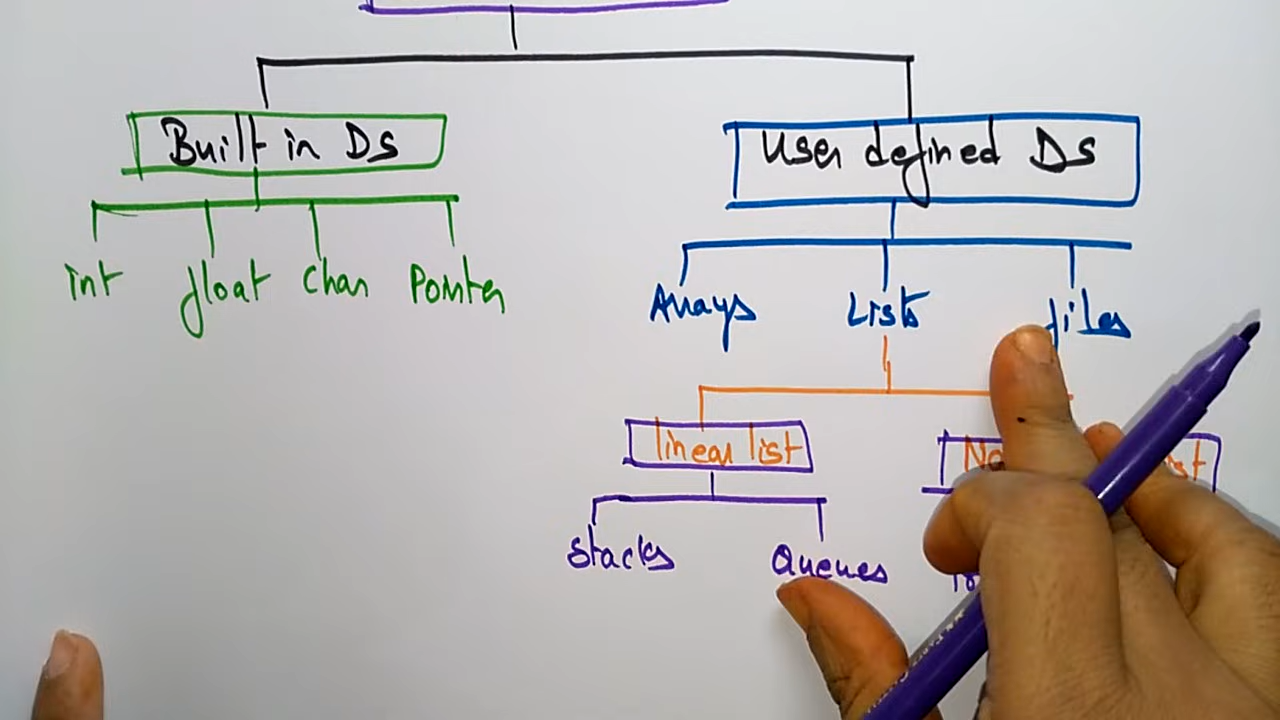 Built in DS
User defined DS
int float Char Pointer
Arrays Lists files
linear list
Stacks Queues